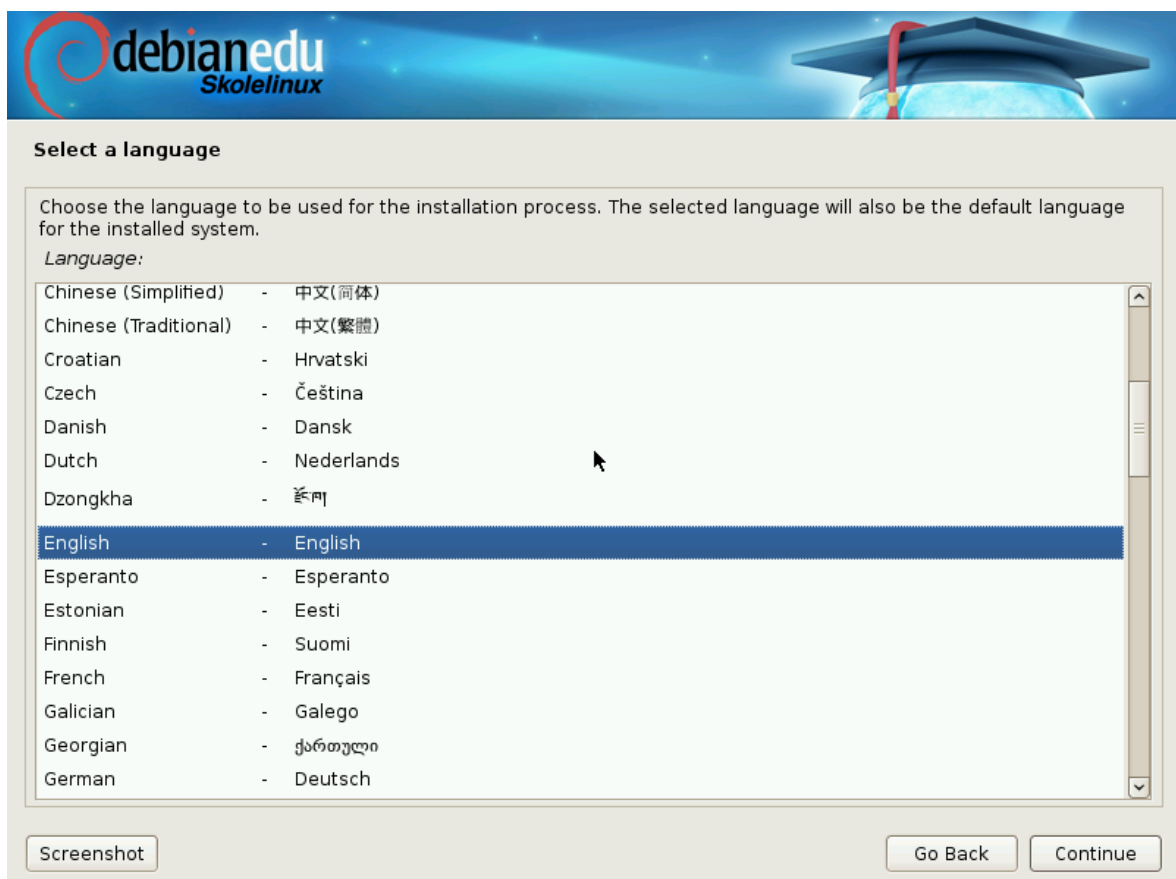 debianedu
Skolelinux
Select a language
Choose the language to be used for the installation process. The selected language will also be the default language
for the installed system.
Language:
Chinese (Simplified) - 中文(简体)
Chinese (Traditional) - 中文(繁體)
Croatian - Hrvatski
Czech - Čeština
Danish - Dansk
Dutch - Nederlands
Dzongkha - རྫོང་ཁ།
English - English
Esperanto - Esperanto
Estonian - Eesti
Finnish - Suomi
French - Français
Galician - Galego
Georgian - ქართული
German - Deutsch
Screenshot Go Back Continue